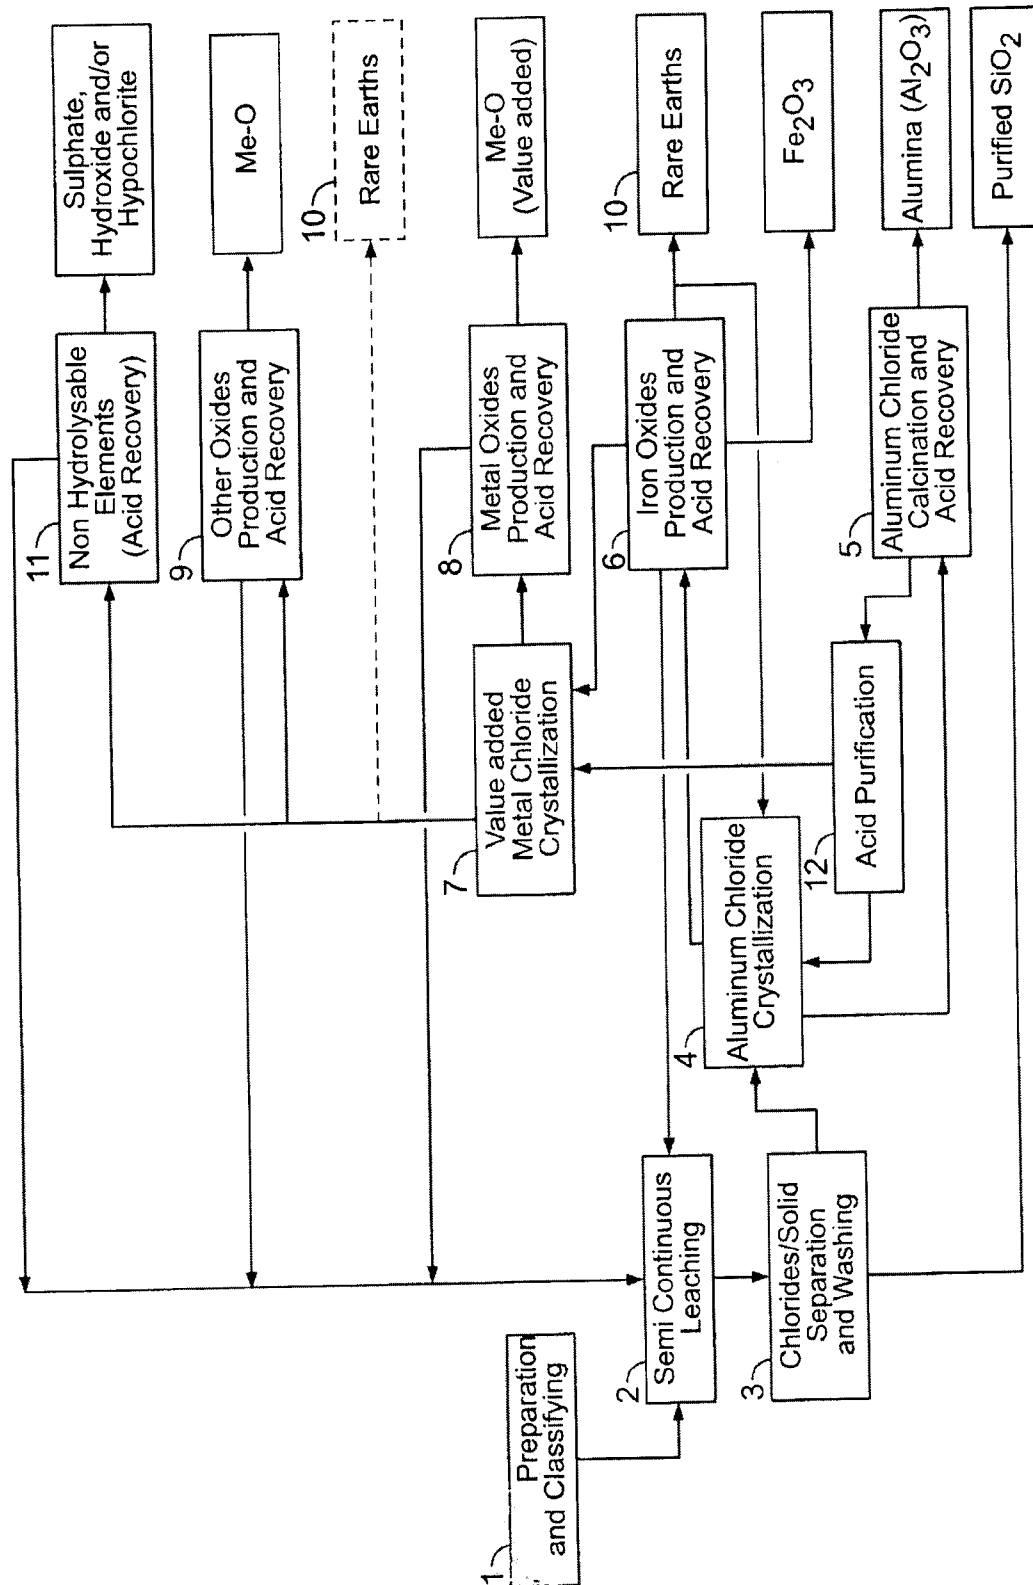 1
Preparation
and Classifying
2
Semi Continuous
Leaching
3
Chlorides/Solid
Separation
and Washing
4
Aluminum Chloride
Crystallization
5
Aluminum Chloride
Calcination and
Acid Recovery
6
Iron Oxides
Production and
Acid Recovery
7
Value added
Metal Chloride
Crystallization
8
Metal Oxides
Production and
Acid Recovery
9
Other Oxides
Production and
Acid Recovery
11
Non Hydrolysable
Elements
(Acid Recovery)
12
Acid Purification
Sulphate,
Hydroxide and/or
Hypochlorite
Me-O
10
Rare Earths
Me-O
(Value added)
10
Rare Earths
Fe₂O₃
Alumina (Al₂O₃)
Purified SiO₂